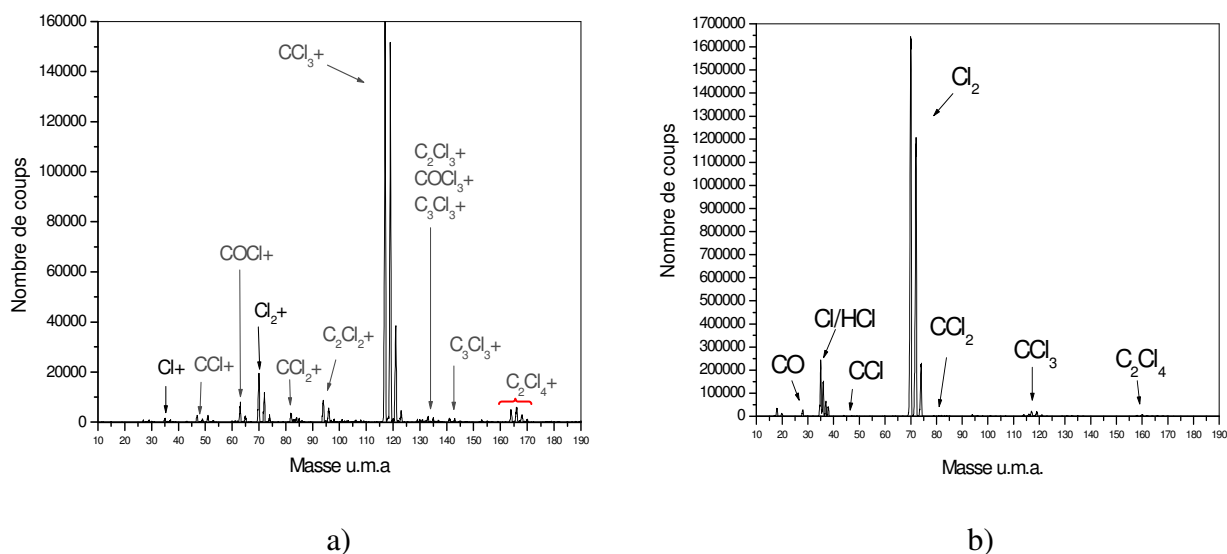 160000
140000
120000
100000
80000
60000
40000
20000
0
Nombre de coups
CCl₃+
C₂Cl₃+
COCl₃+
C₃Cl₃+
COCl+
Cl₂+
C₂Cl₂+
Cl+
CCl+
CCl₂+
C₃Cl₃+
C₂Cl₄+
10 20 30 40 50 60 70 80 90 100 110 120 130 140 150 160 170 180 190
Masse u.m.a
a)
1700000
1600000
1500000
1400000
1300000
1200000
1100000
1000000
900000
800000
700000
600000
500000
400000
300000
200000
100000
0
Nombre de coups
Cl₂
Cl/HCl
CCl₂
CO
CCl
CCl₃
C₂Cl₄
10 20 30 40 50 60 70 80 90 100 110 120 130 140 150 160 170 180 190
Masse u.m.a.
b)